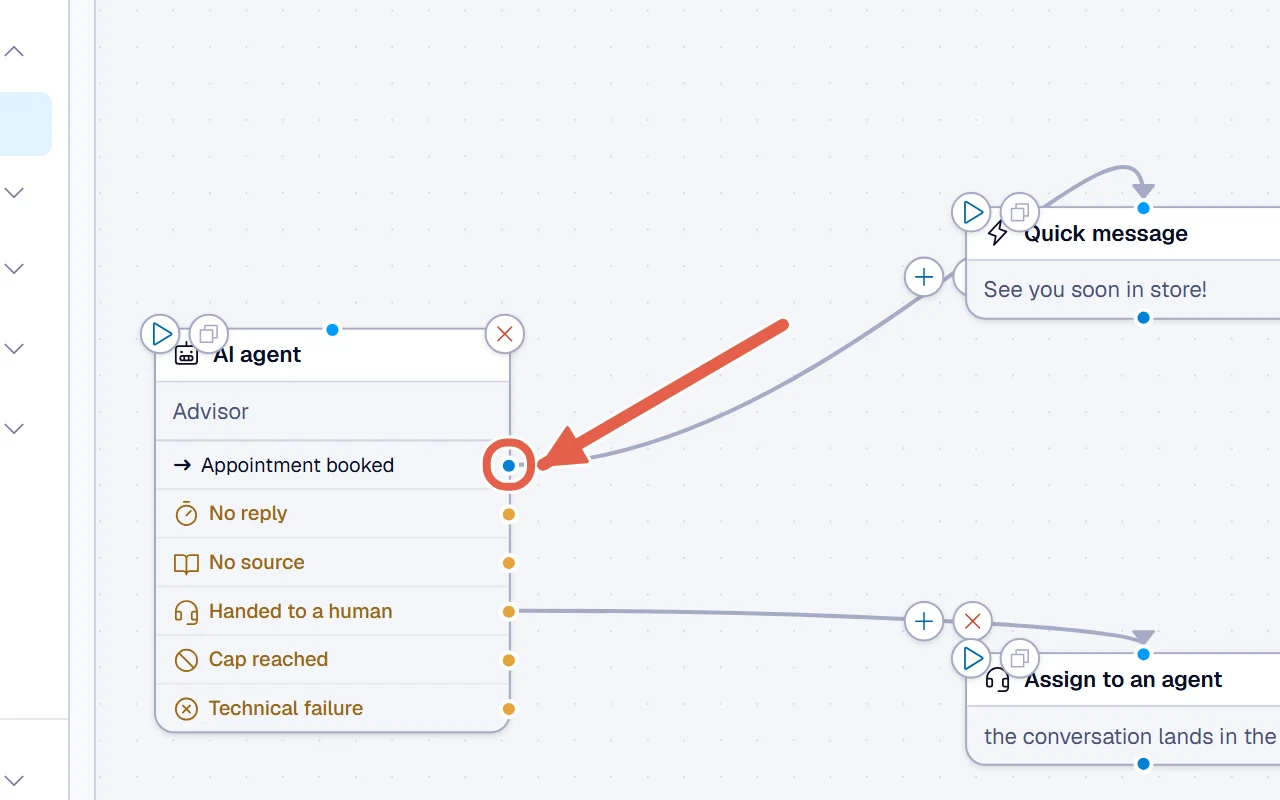 Quick message
See you soon in store!
AI agent
Advisor
Appointment booked
No reply
No source
Handed to a human
Cap reached
Technical failure
Assign to an agent
the conversation lands in the